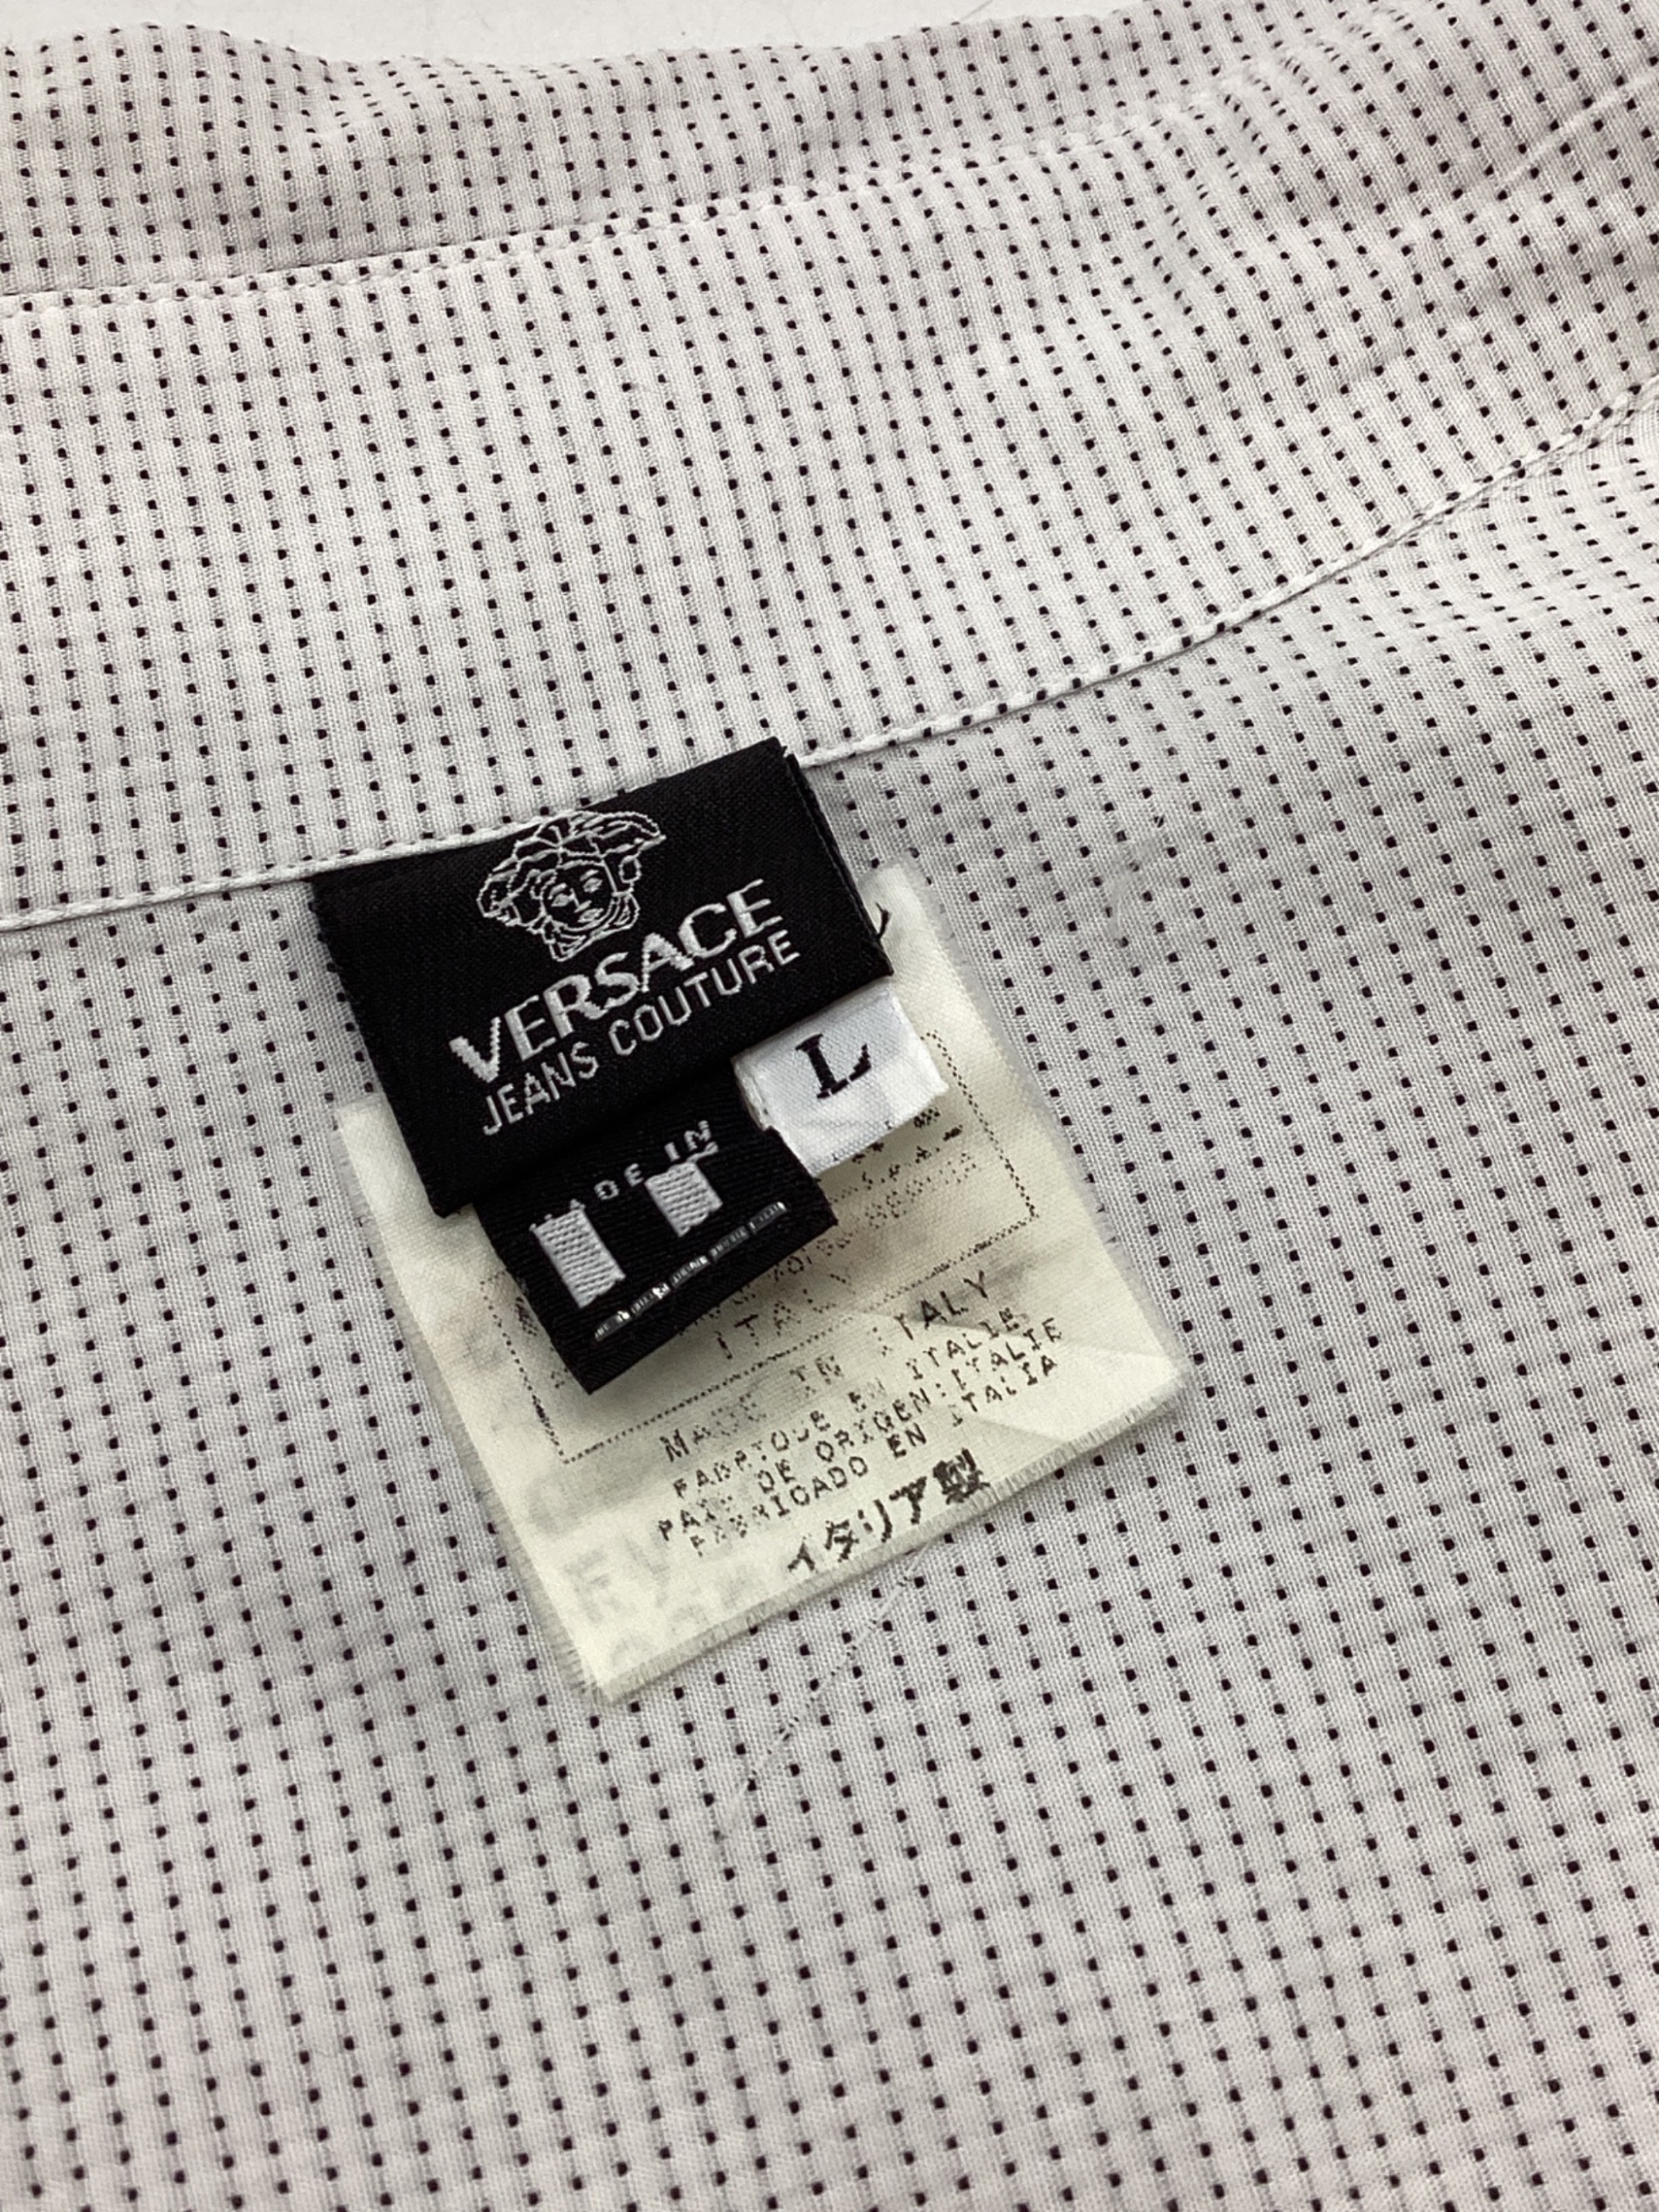 VERSACE
JEANS COUTURE
L
MADE IN
ITALY
MADE IN ITALY
FABRIQUE EN ITALIE
PAIS DE ORIGEN:ITALIE
FABRICADO EN ITALIA
イタリア製